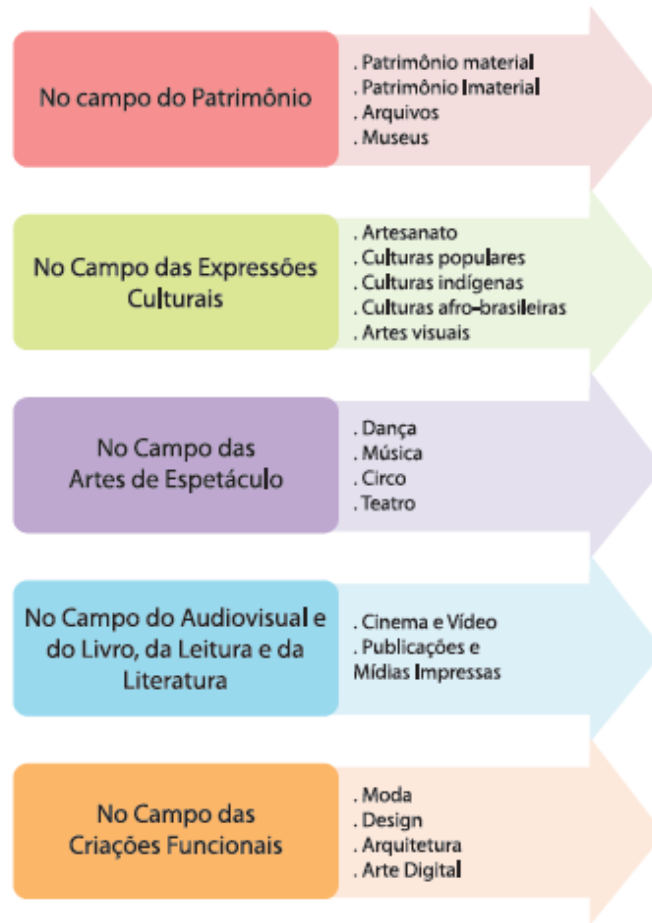 No campo do Patrimônio
. Patrimônio material
. Patrimônio Imaterial
. Arquivos
. Museus
No Campo das Expressões
Culturais
. Artesanato
. Culturas populares
. Culturas indígenas
. Culturas afro-brasileiras
. Artes visuais
No Campo das
Artes de Espetáculo
. Dança
. Música
. Circo
. Teatro
No Campo do Audiovisual e
do Livro, da Leitura e da
Literatura
. Cinema e Vídeo
. Publicações e
Mídias Impressas
No Campo das
Criações Funcionais
. Moda
. Design
. Arquitetura
. Arte Digital